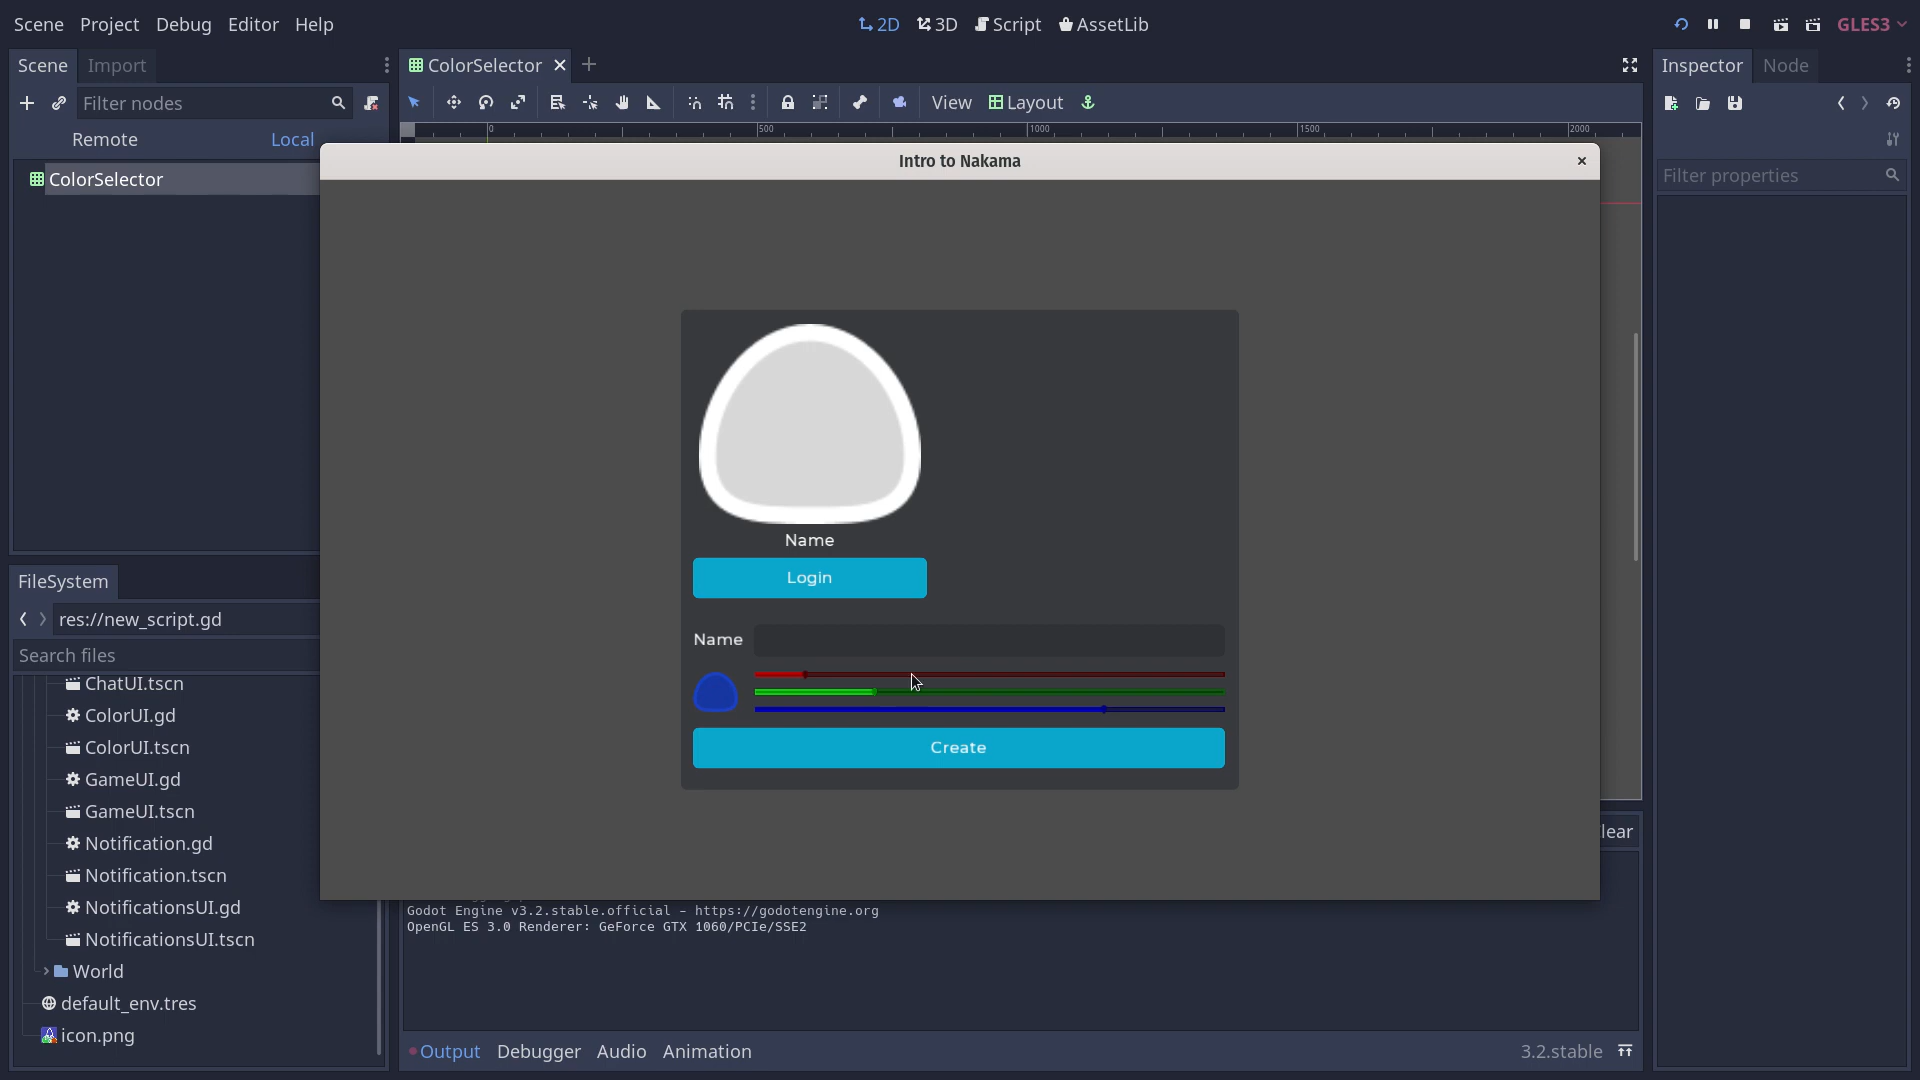 Scene Project Debug Editor Help
2D 3D Script AssetLib
GLES3
Scene Import
ColorSelector
Inspector Node
Filter nodes
View Layout
Remote Local
0 500 1000 1500 2000
Filter properties
ColorSelector
Intro to Nakama
Name
Login
Name
Create
FileSystem
res://new_script.gd
Search files
ChatUI.tscn
ColorUI.gd
ColorUI.tscn
GameUI.gd
GameUI.tscn
Notification.gd
Notification.tscn
NotificationsUI.gd
NotificationsUI.tscn
World
default_env.tres
icon.png
lear
Godot Engine v3.2.stable.official - https://godotengine.org
OpenGL ES 3.0 Renderer: GeForce GTX 1060/PCIe/SSE2
Output Debugger Audio Animation
3.2.stable